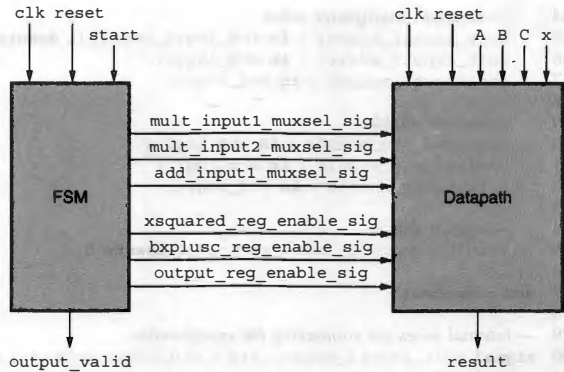 clk reset
start
clk reset
A B C x
mult_input1_muxsel_sig
mult_input2_muxsel_sig
add_input1_muxsel_sig
FSM
Datapath
xsquared_reg_enable_sig
bxplusc_reg_enable_sig
output_reg_enable_sig
output_valid
result